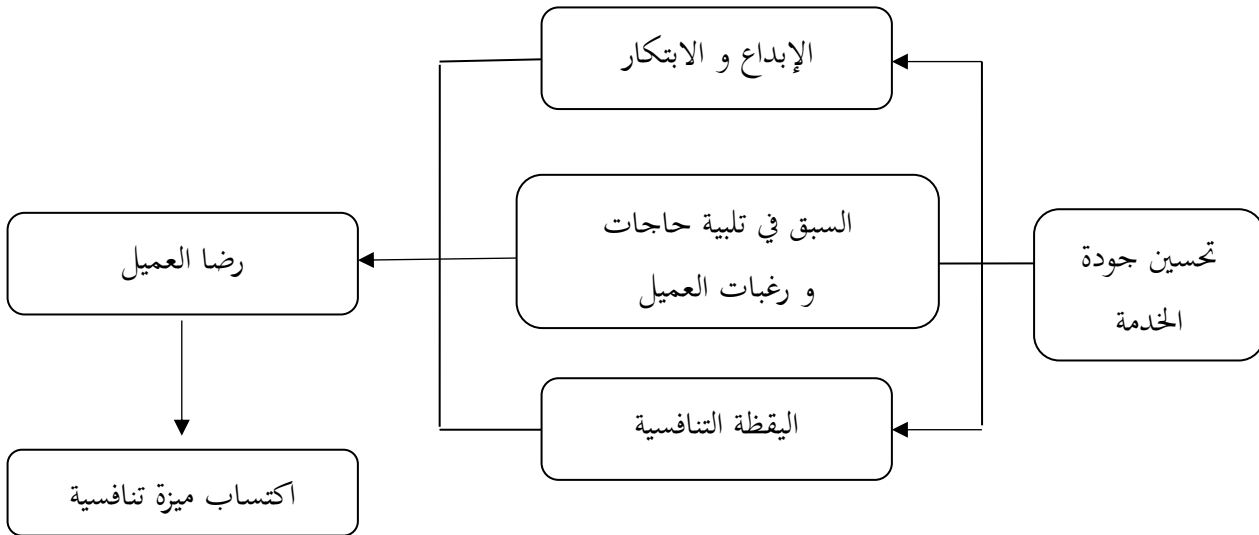 تحسين جودة
الخدمة
الإبداع و الابتكار
السبق في تلبية حاجات
و رغبات العميل
اليقظة التنافسية
رضا العميل
اكتساب ميزة تنافسية